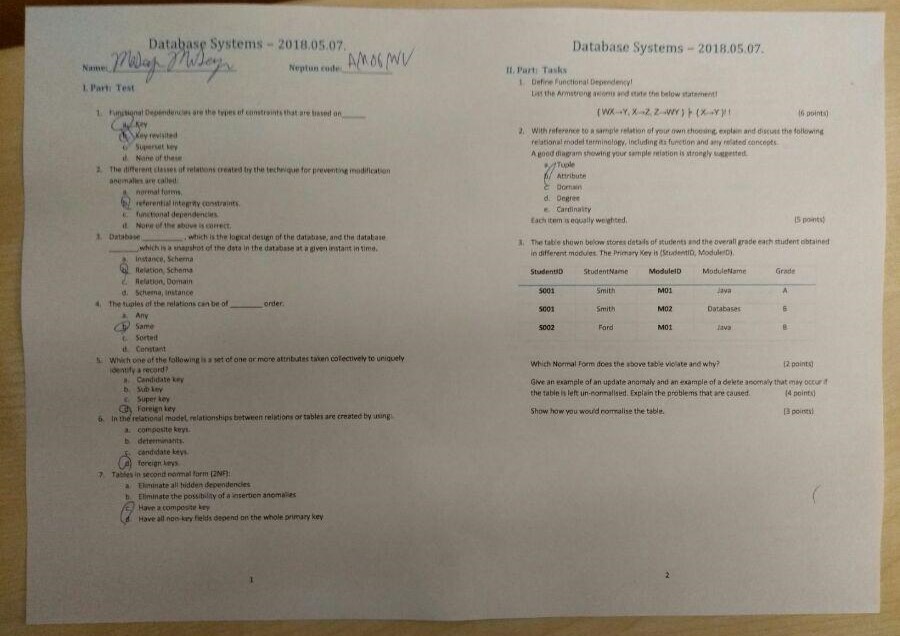 Database Systems – 2018.05.07.
Name:
Neptun code:
I. Part: Test
1. Functional Dependencies are the types of constraints that are based on______
a. Key
b. Key revisited
c. Superset key
d. None of these
2. The different classes of relations created by the technique for preventing modification
anomalies are called:
a. normal forms.
b. referential integrity constraints.
c. functional dependencies.
d. None of the above is correct.
3. Database __________, which is the logical design of the database, and the database
________which is a snapshot of the data in the database at a given instant in time.
a. Instance, Schema
b. Relation, Schema
c. Relation, Domain
d. Schema, Instance
4. The tuples of the relations can be of ________ order.
a. Any
b. Same
c. Sorted
d. Constant
5. Which one of the following is a set of one or more attributes taken collectively to uniquely
identify a record?
a. Candidate key
b. Sub key
c. Super key
d. Foreign key
6. In the relational model, relationships between relations or tables are created by using:
a. composite keys.
b. determinants.
c. candidate keys.
d. foreign keys.
7. Tables in second normal form (2NF):
a. Eliminate all hidden dependencies
b. Eliminate the possibility of a insertion anomalies
c. Have a composite key
d. Have all non-key fields depend on the whole primary key
1
Database Systems – 2018.05.07.
II. Part: Tasks
1. Define Functional Dependency!
List the Armstrong axioms and state the below statement!
{WX→Y, X→Z, Z→WY} ├ {X→Y}!! (6 points)
2. With reference to a sample relation of your own choosing, explain and discuss the following
relational model terminology, including its function and any related concepts.
A good diagram showing your sample relation is strongly suggested.
a. Tuple
b. Attribute
c. Domain
d. Degree
e. Cardinality
Each item is equally weighted. (5 points)
3. The table shown below stores details of students and the overall grade each student obtained
in different modules. The Primary Key is (StudentID, ModuleID).
StudentID StudentName ModuleID ModuleName Grade
S001 Smith M01 Java A
S001 Smith M02 Databases B
S002 Ford M01 Java B
Which Normal Form does the above table violate and why? (2 points)
Give an example of an update anomaly and an example of a delete anomaly that may occur if
the table is left un-normalised. Explain the problems that are caused. (4 points)
Show how you would normalise the table. (3 points)
2